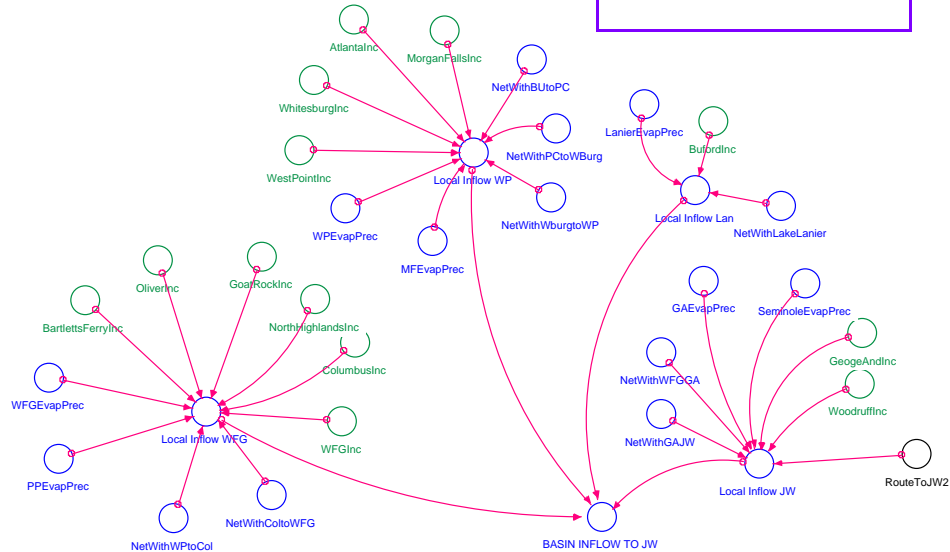 AtlantaInc
MorganFallsInc
WhitesburgInc
NetWithBUtoPC
LanierEvapPrec
BufordInc
NetWithPCtoWBurg
WestPointInc
Local Inflow WP
WPEvapPrec
NetWithWburgtoWP
Local Inflow Lan
NetWithLakeLanier
MFEvapPrec
OliverInc
GoatRockInc
GAEvapPrec
SeminoleEvapPrec
BartlettsFerryInc
NorthHighlandsInc
ColumbusInc
GeogeAndInc
NetWithWFGGA
WFGEvapPrec
WoodruffInc
Local Inflow WFG
WFGInc
NetWithGAJW
PPEvapPrec
Local Inflow JW
RouteToJW2
NetWithColtoWFG
NetWithWPtoCol
BASIN INFLOW TO JW